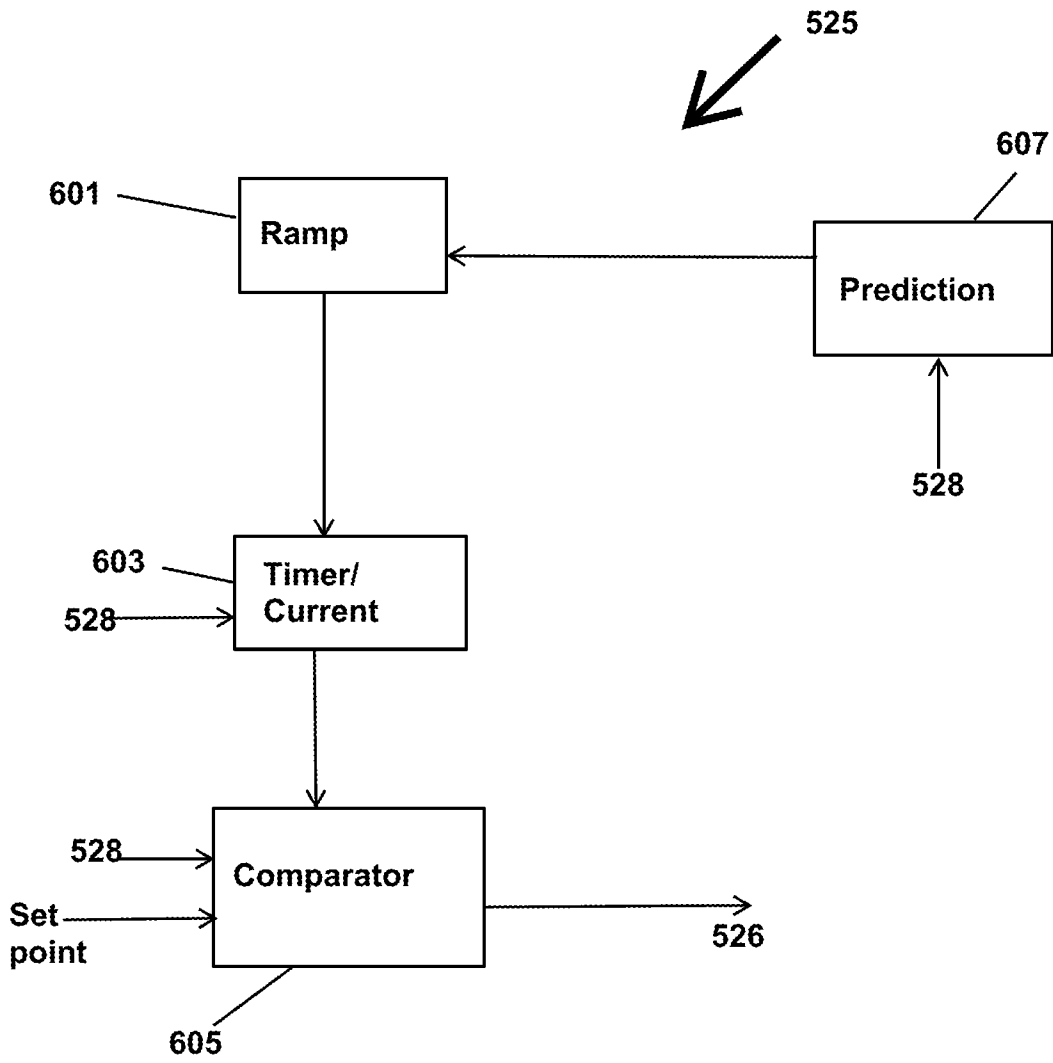 525
607
601
Ramp
Prediction
528
603
Timer/
Current
528
528
Comparator
Set
point
526
605